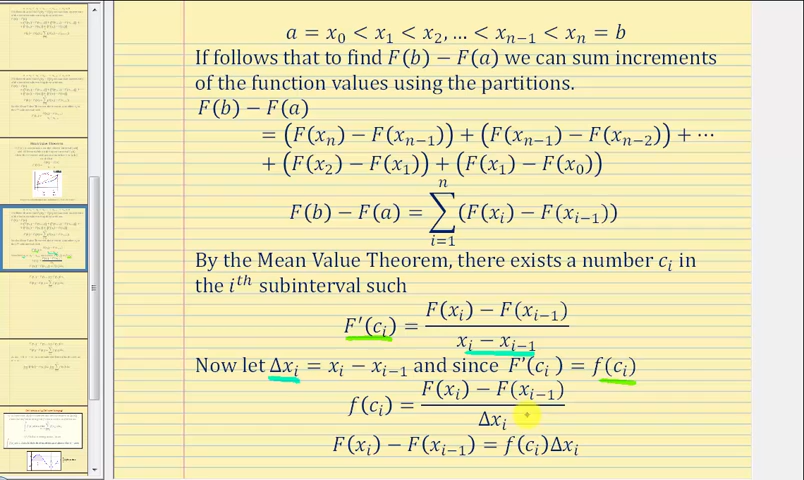 a = x₀ < x₁ < x₂, … < xₙ₋₁ < xₙ = b
If follows that to find F(b) − F(a) we can sum increments
of the function values using the partitions.
F(b) − F(a)
= (F(xₙ) − F(xₙ₋₁)) + (F(xₙ₋₁) − F(xₙ₋₂)) + ⋯
+ (F(x₂) − F(x₁)) + (F(x₁) − F(x₀))
F(b) − F(a) = ∑ⁿᵢ₌₁ (F(xᵢ) − F(xᵢ₋₁))
By the Mean Value Theorem, there exists a number cᵢ in
the iᵗʰ subinterval such
F′(cᵢ) = (F(xᵢ) − F(xᵢ₋₁)) / (xᵢ − xᵢ₋₁)
Now let Δxᵢ = xᵢ − xᵢ₋₁ and since F'(cᵢ) = f(cᵢ)
f(cᵢ) = (F(xᵢ) − F(xᵢ₋₁)) / Δxᵢ
F(xᵢ) − F(xᵢ₋₁) = f(cᵢ)Δxᵢ